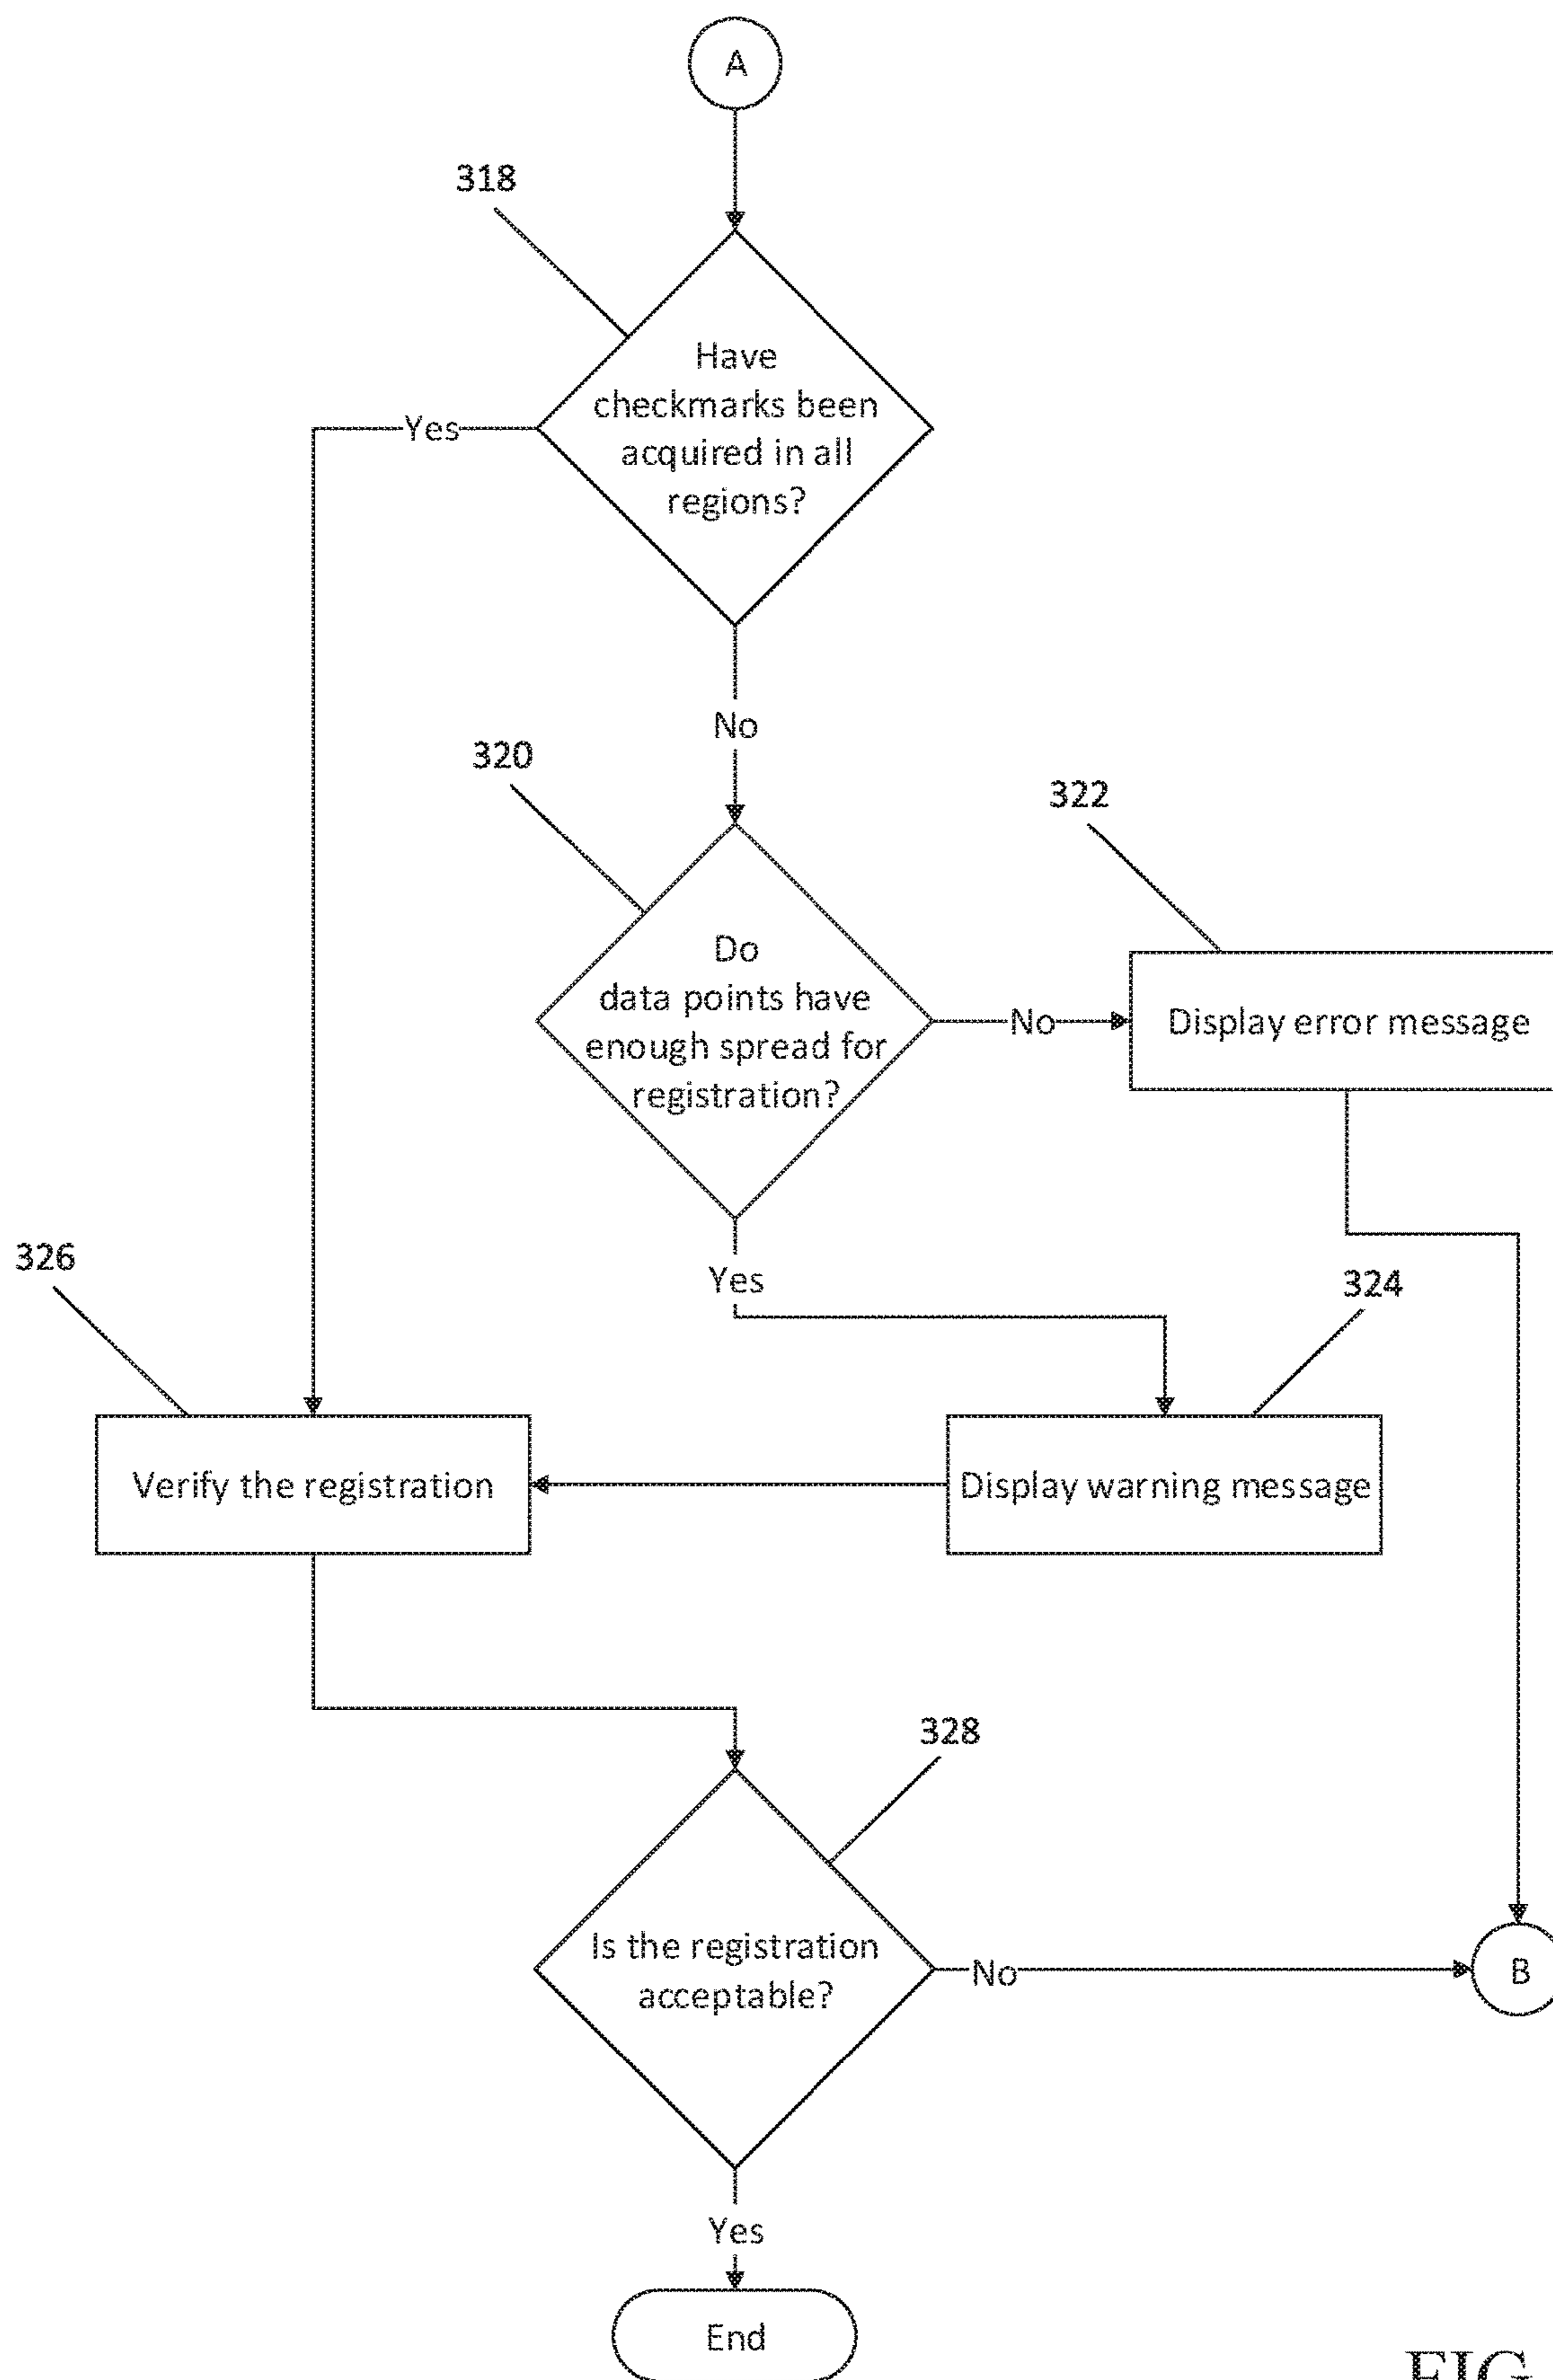 A
318
Have
checkmarks been
acquired in all
regions?
Yes
No
320
322
Do
data points have
enough spread for
registration?
No
Display error message
326
Yes
324
Verify the registration
Display warning message
328
Is the registration
acceptable?
No
B
Yes
End
FIG